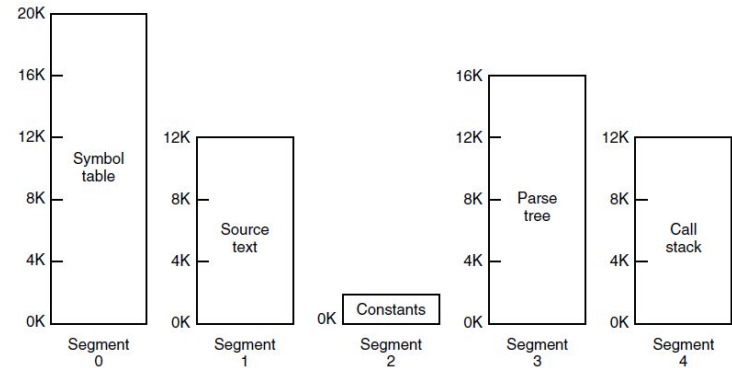 20K
16K
12K
8K
4K
0K
Symbol
table
Segment
0
12K
8K
4K
0K
Source
text
Segment
1
0K
Constants
Segment
2
16K
12K
8K
4K
0K
Parse
tree
Segment
3
12K
8K
4K
0K
Call
stack
Segment
4